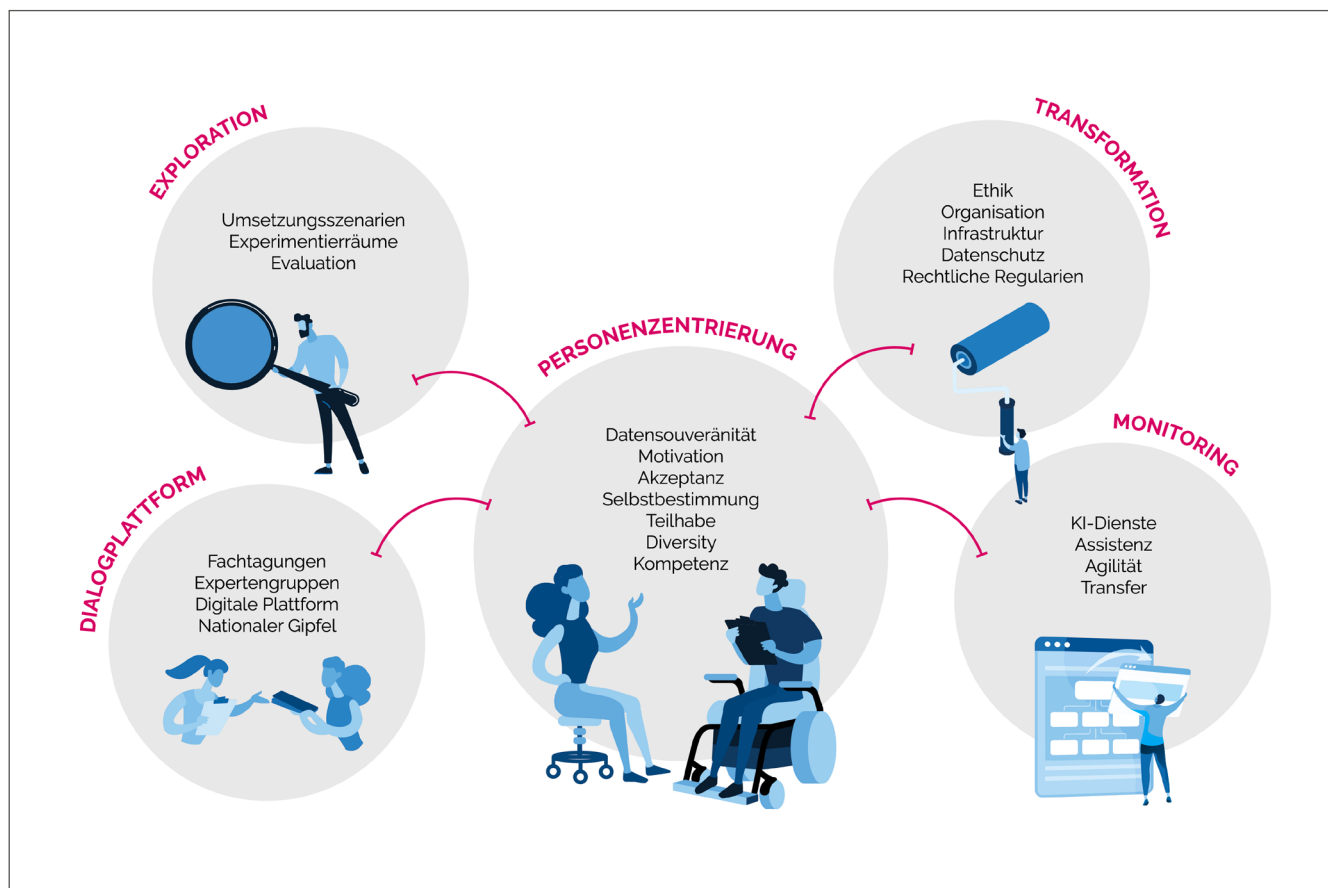 EXPLORATION
Umsetzungsszenarien
Experimentierräume
Evaluation
TRANSFORMATION
Ethik
Organisation
Infrastruktur
Datenschutz
Rechtliche Regularien
PERSONENZENTRIERUNG
Datensouveränität
Motivation
Akzeptanz
Selbstbestimmung
Teilhabe
Diversity
Kompetenz
DIALOGPLATTFORM
Fachtagungen
Expertengruppen
Digitale Plattform
Nationaler Gipfel
MONITORING
KI-Dienste
Assistenz
Agilität
Transfer